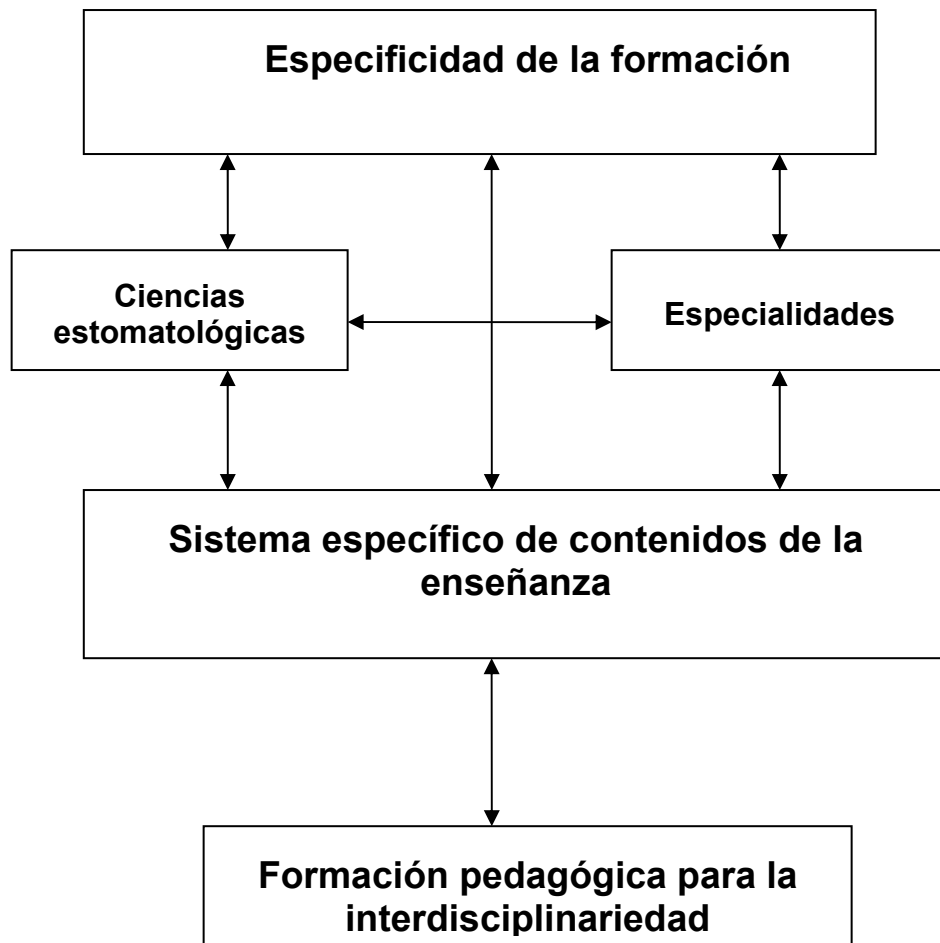 Especificidad de la formación
Ciencias
estomatológicas
Especialidades
Sistema específico de contenidos de la
enseñanza
Formación pedagógica para la
interdisciplinariedad